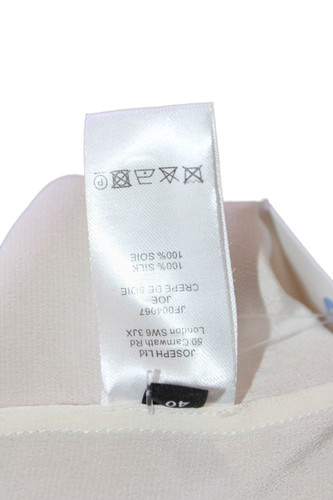 JOSEPH Ltd
50 Carnwath Rd
London SW6 3JX
JF004067
JOE
CREPE DE SOIE
100% SILK
100% SOIE
P
40